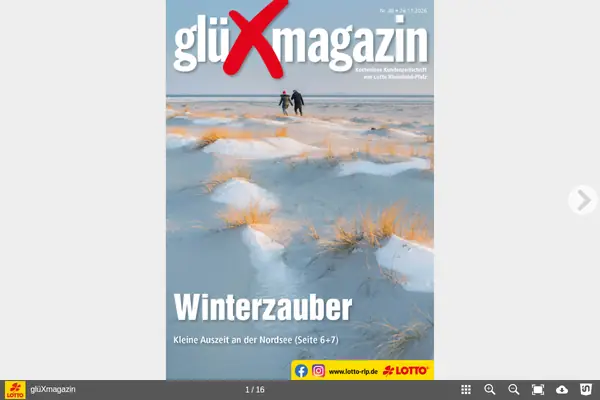 glüXmagazin
Kostenlose Kundenzeitschrift
von Lotto Rheinland-Pfalz
Winterzauber
Kleine Auszeit an der Nordsee (Seite 6+7)
www.lotto-rlp.de LOTTO
LOTTO
glüXmagazin
1 / 16